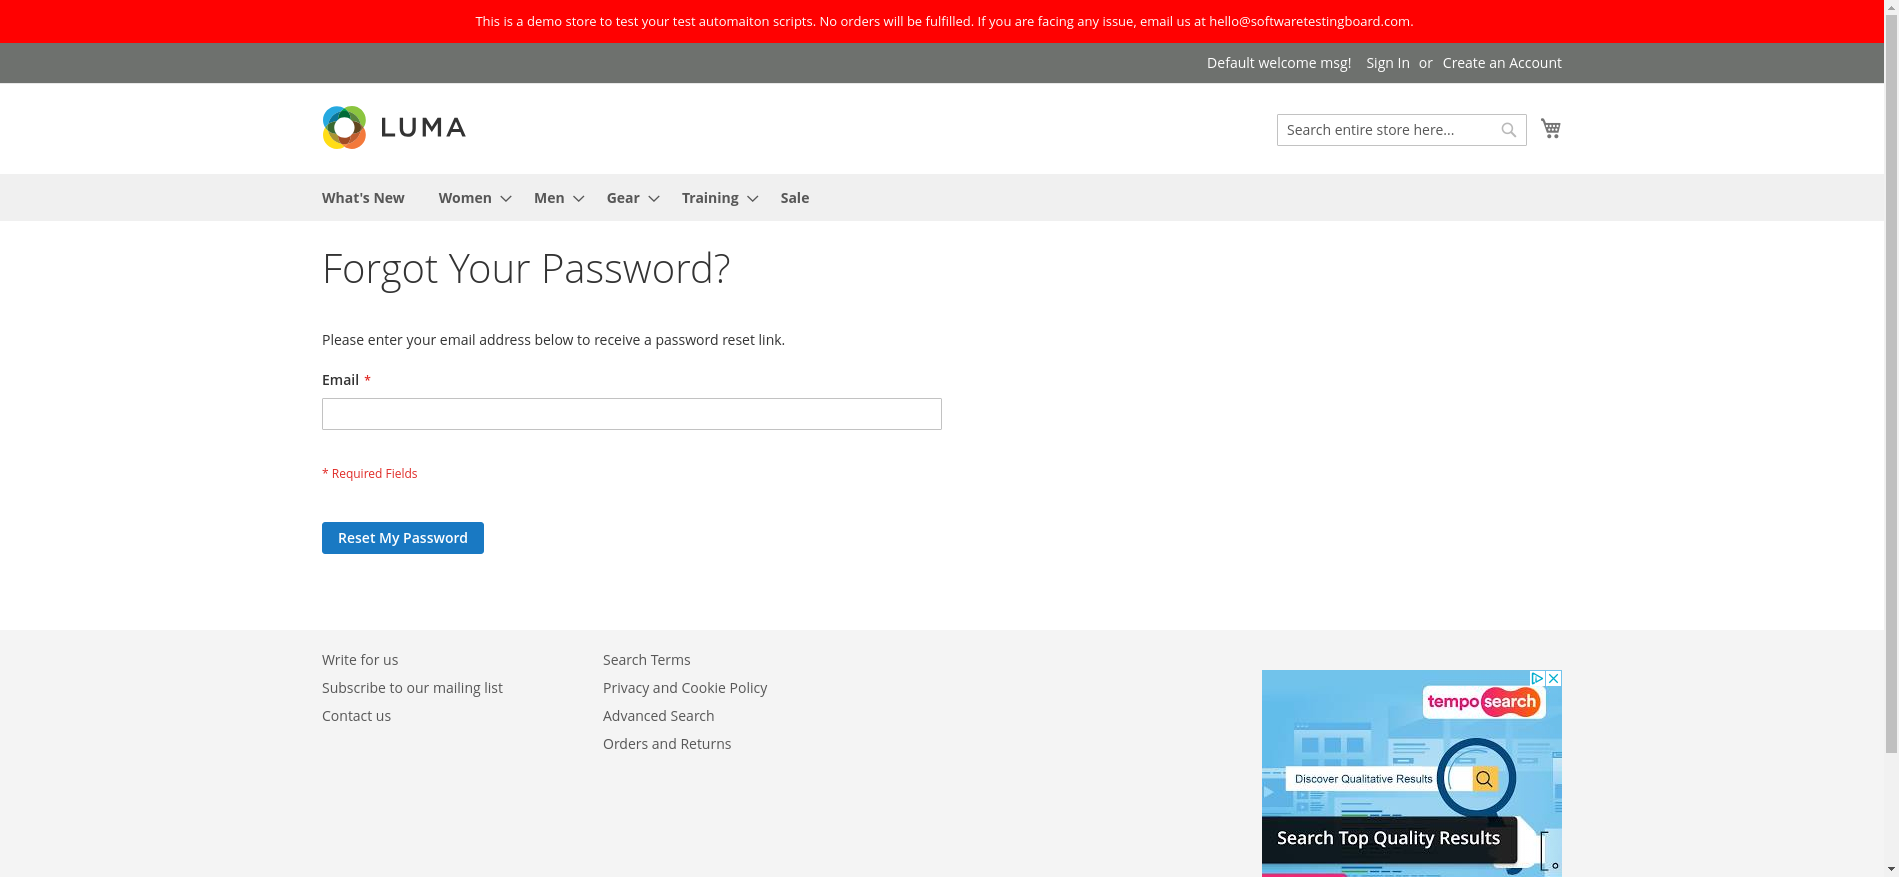 This is a demo store to test your test automaiton scripts. No orders will be fulfilled. If you are facing any issue, email us at hello@softwaretestingboard.com.
Default welcome msg! Sign In or Create an Account
LUMA
Search entire store here...
What's New Women Men Gear Training Sale
Forgot Your Password?
Please enter your email address below to receive a password reset link.
Email *
* Required Fields
Reset My Password
Write for us
Subscribe to our mailing list
Contact us
Search Terms
Privacy and Cookie Policy
Advanced Search
Orders and Returns
tempo search
Discover Qualitative Results
Search Top Quality Results